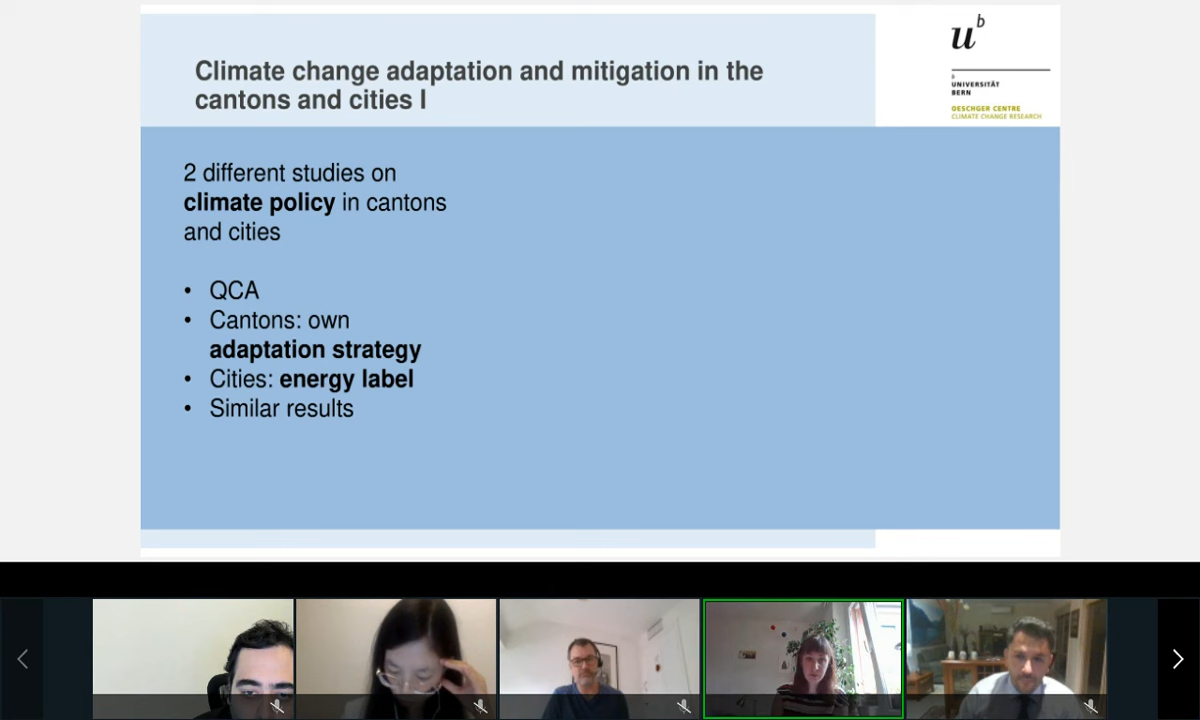 Climate change adaptation and mitigation in the
cantons and cities I
u^b
b
UNIVERSITÄT
BERN
OESCHGER CENTRE
CLIMATE CHANGE RESEARCH
2 different studies on
climate policy in cantons
and cities
• QCA
• Cantons: own
adaptation strategy
• Cities: energy label
• Similar results